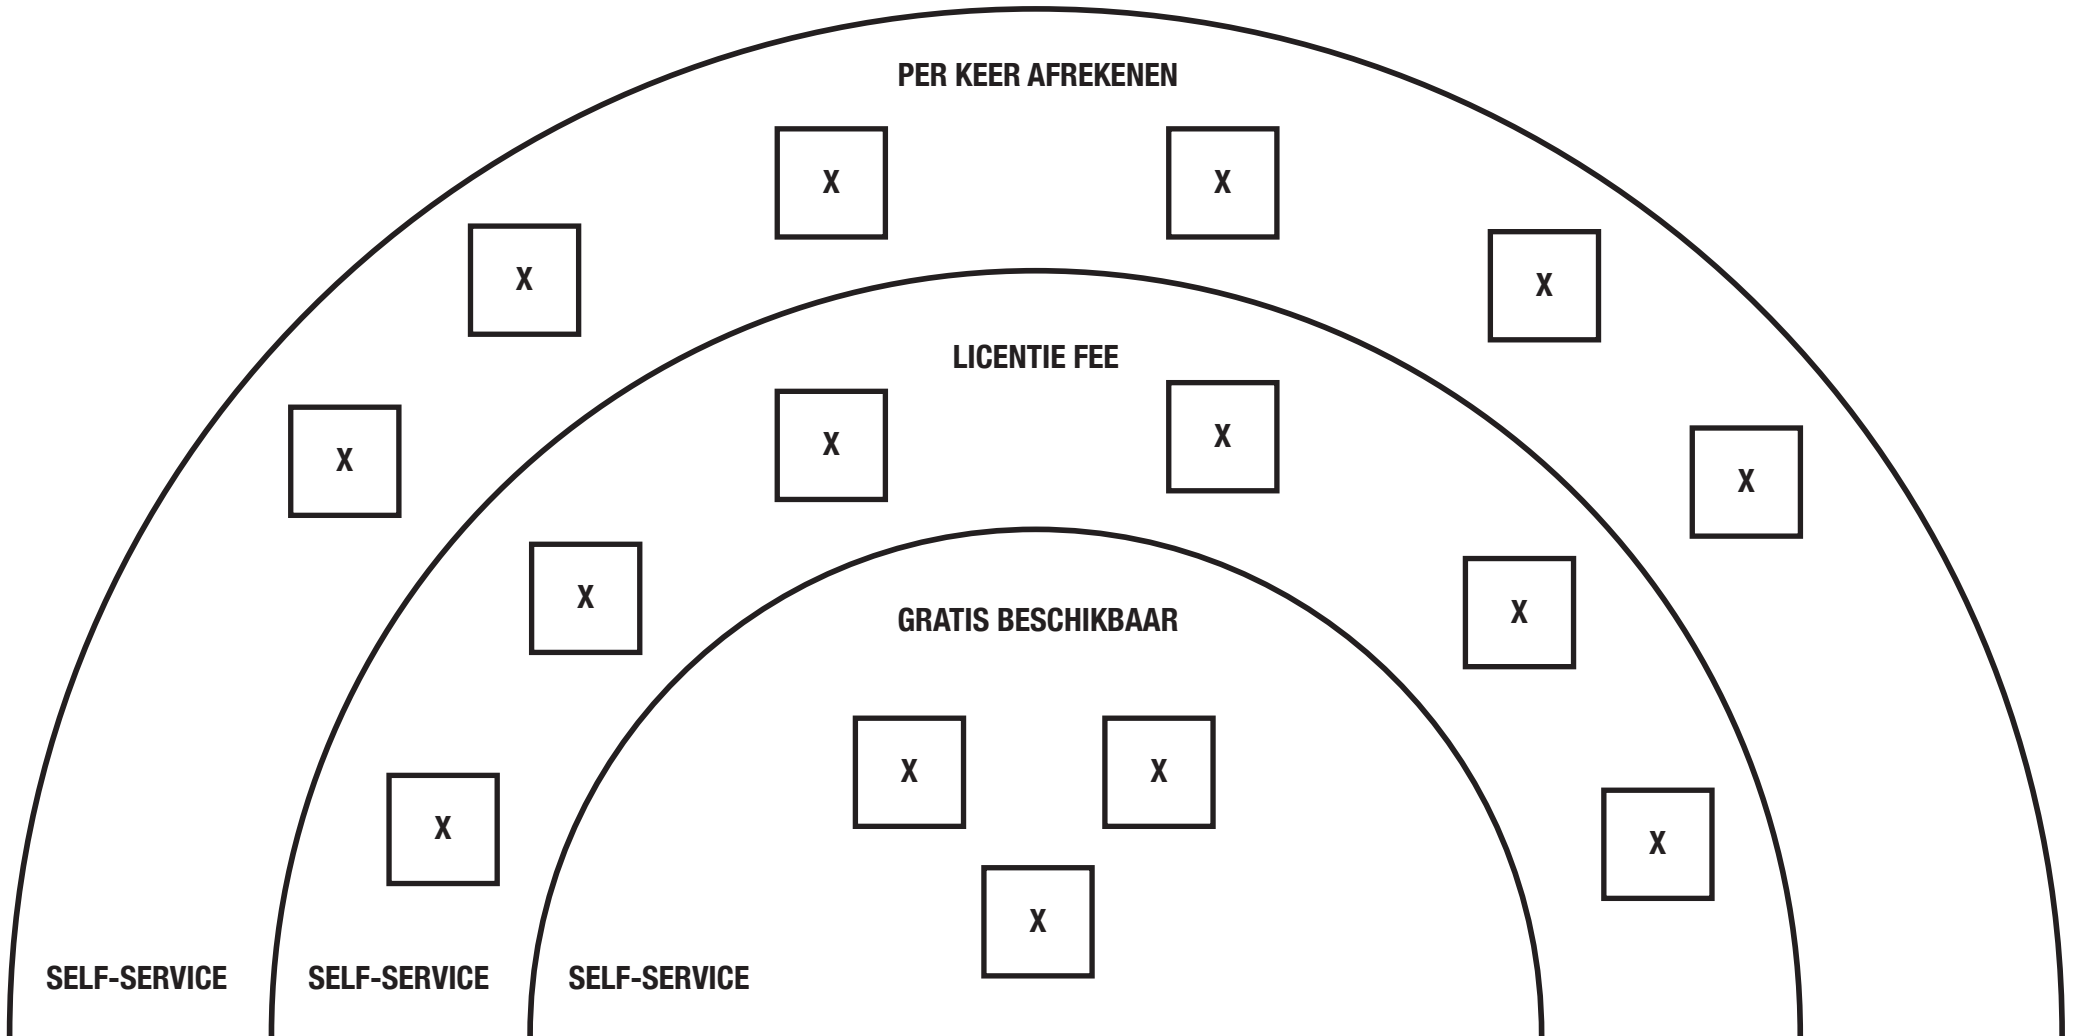 PER KEER AFREKENEN
X
X
X
X
X
X
LICENTIE FEE
X
X
X
X
X
X
GRATIS BESCHIKBAAR
X
X
X
SELF-SERVICE
SELF-SERVICE
SELF-SERVICE